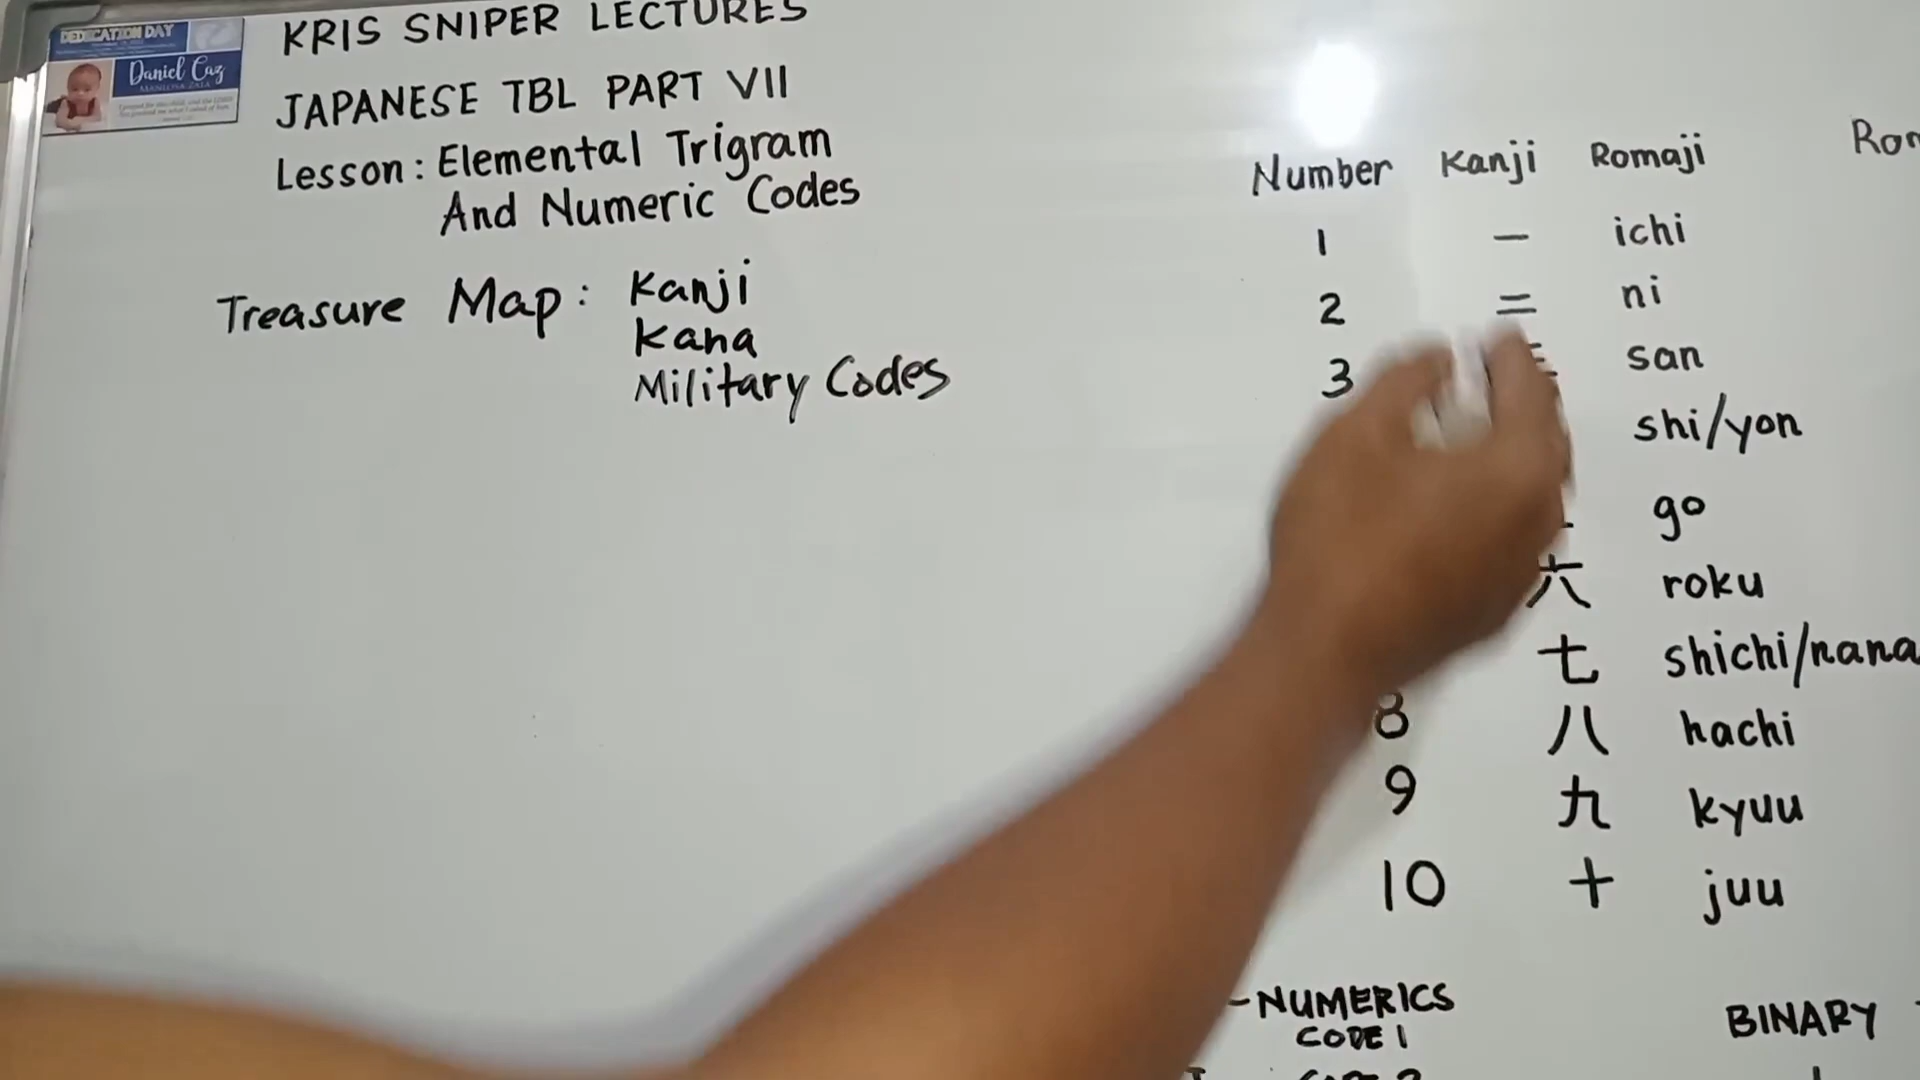 DEDICATION DAY
Daniel Caz
KRIS SNIPER LECTURES
JAPANESE TBL PART VII
Lesson: Elemental Trigram
And Numeric Codes
Treasure Map: Kanji
Kana
Military Codes
Number Kanji Romaji
1 一 ichi
2 二 ni
3 san
shi/yon
go
六 roku
七 shichi/nana
8 八 hachi
9 九 kyuu
10 十 juu
-NUMERICS BINARY
CODE 1